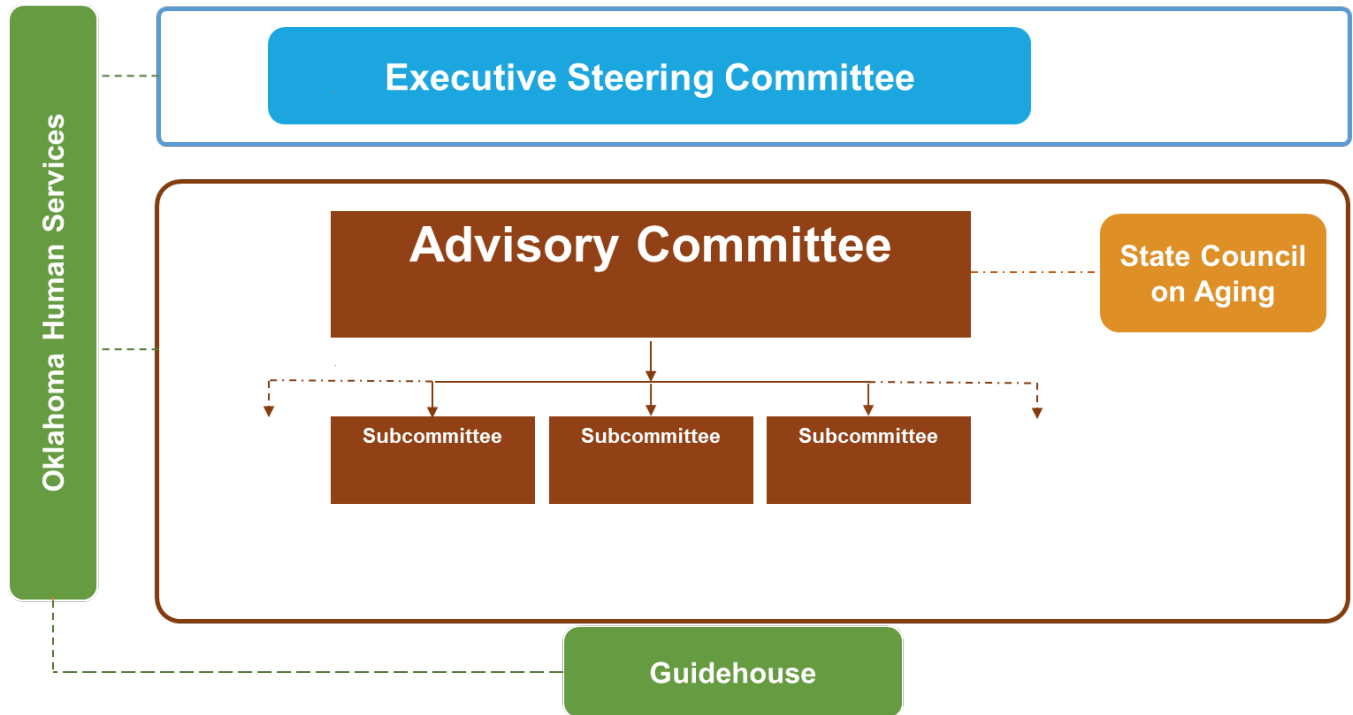 Oklahoma Human Services
Executive Steering Committee
Advisory Committee
State Council
on Aging
Subcommittee
Subcommittee
Subcommittee
Guidehouse